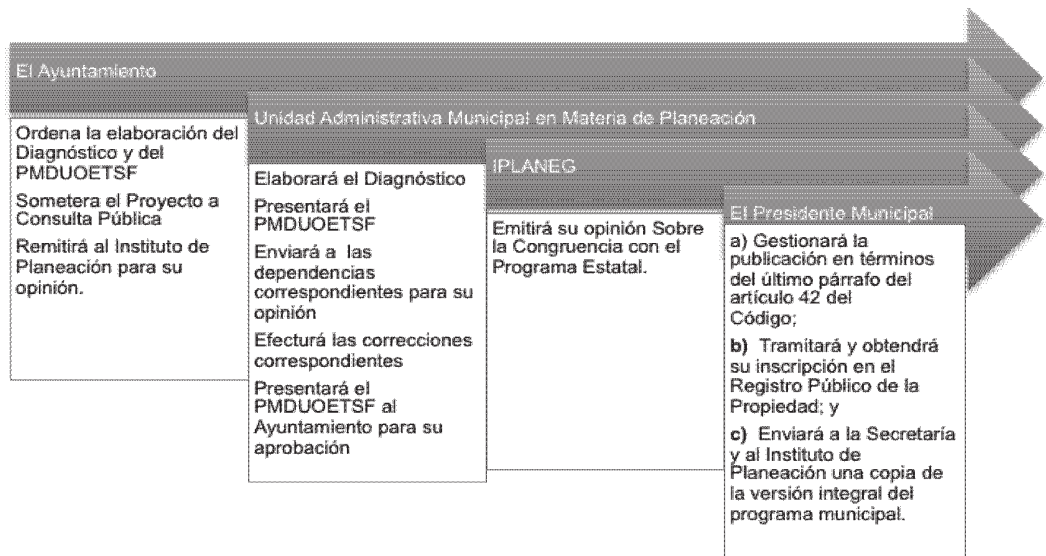 El Ayuntamiento
Ordena la elaboración del
Diagnóstico y del
PMDUOETSF
Sometera el Proyecto a
Consulta Pública
Remitirá al Instituto de
Planeación para su
opinión.
Unidad Administrativa Municipal en Materia de Planeación
Elaborará el Diagnóstico
Presentará el
PMDUOETSF
Enviará a las
dependencias
correspondientes para su
opinión
Efecturá las correcciones
correspondientes
Presentará el
PMDUOETSF al
Ayuntamiento para su
aprobación
IPLANEG
Emitirá su opinión Sobre
la Congruencia con el
Programa Estatal.
El Presidente Municipal
a) Gestionará la
publicación en términos
del último párrafo del
artículo 42 del
Código;
b) Tramitará y obtendrá
su inscripción en el
Registro Público de la
Propiedad; y
c) Enviará a la Secretaría
y al Instituto de
Planeación una copia de
la versión integral del
programa municipal.